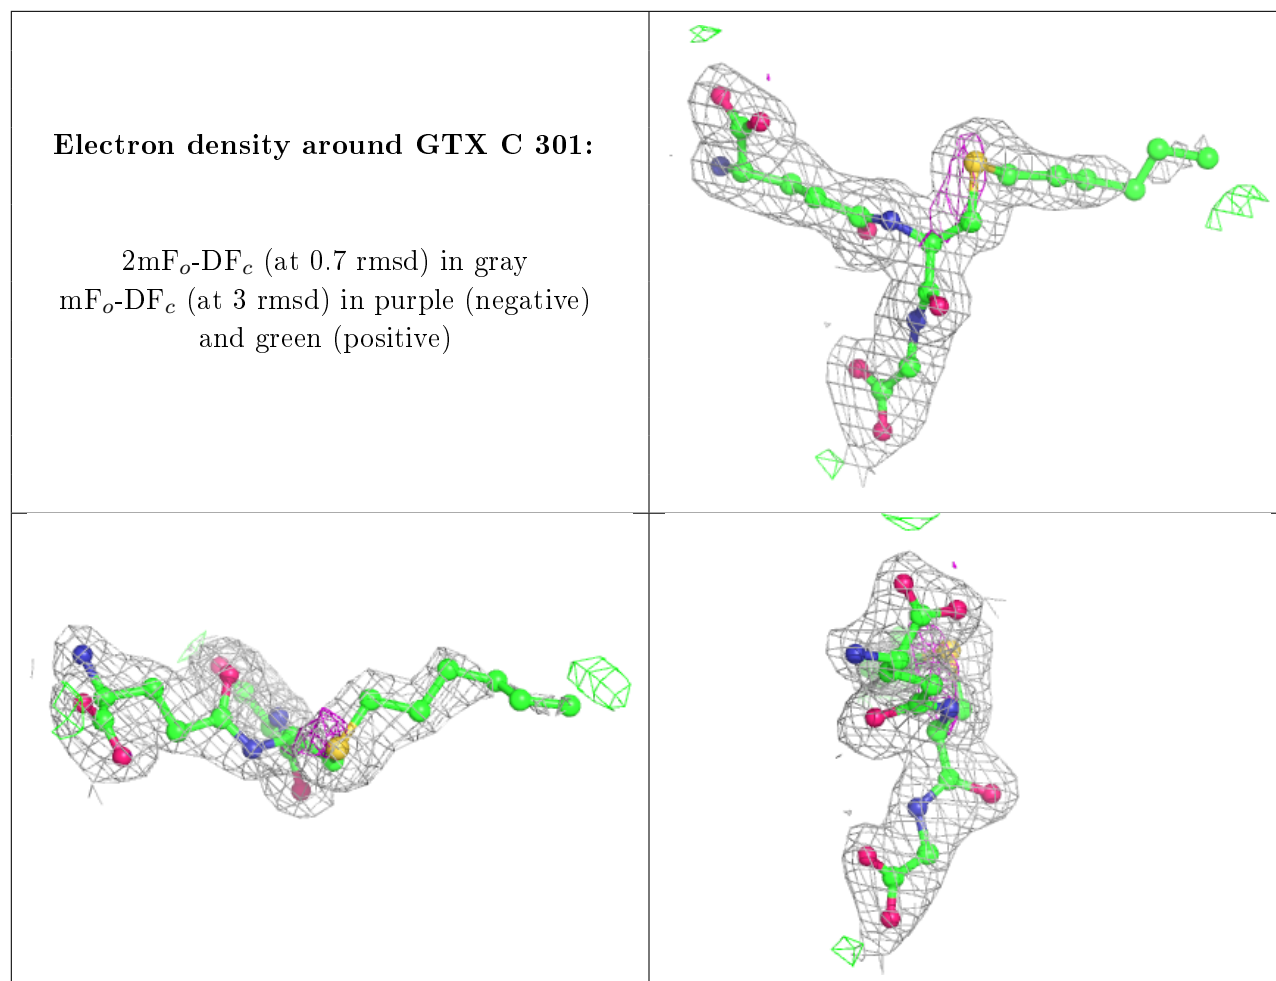 Electron density around GTX C 301:
2mFo-DFc (at 0.7 rmsd) in gray
mFo-DFc (at 3 rmsd) in purple (negative)
and green (positive)